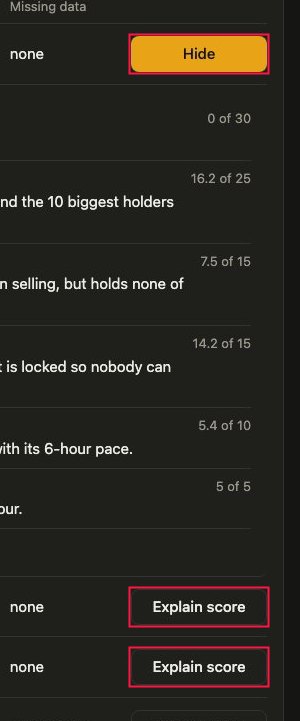 Missing data
none
Hide
0 of 30
16.2 of 25
nd the 10 biggest holders
7.5 of 15
n selling, but holds none of
14.2 of 15
t is locked so nobody can
5.4 of 10
with its 6-hour pace.
5 of 5
our.
none
Explain score
none
Explain score